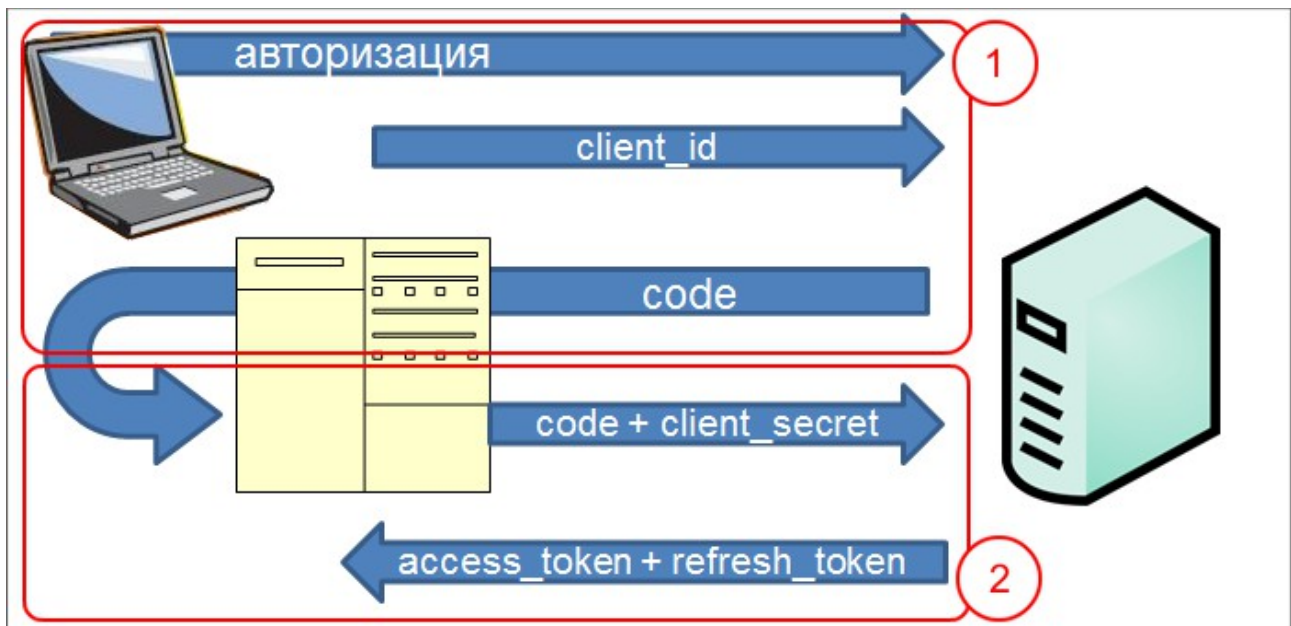 авторизация
1
client_id
code
code + client_secret
access_token + refresh_token
2